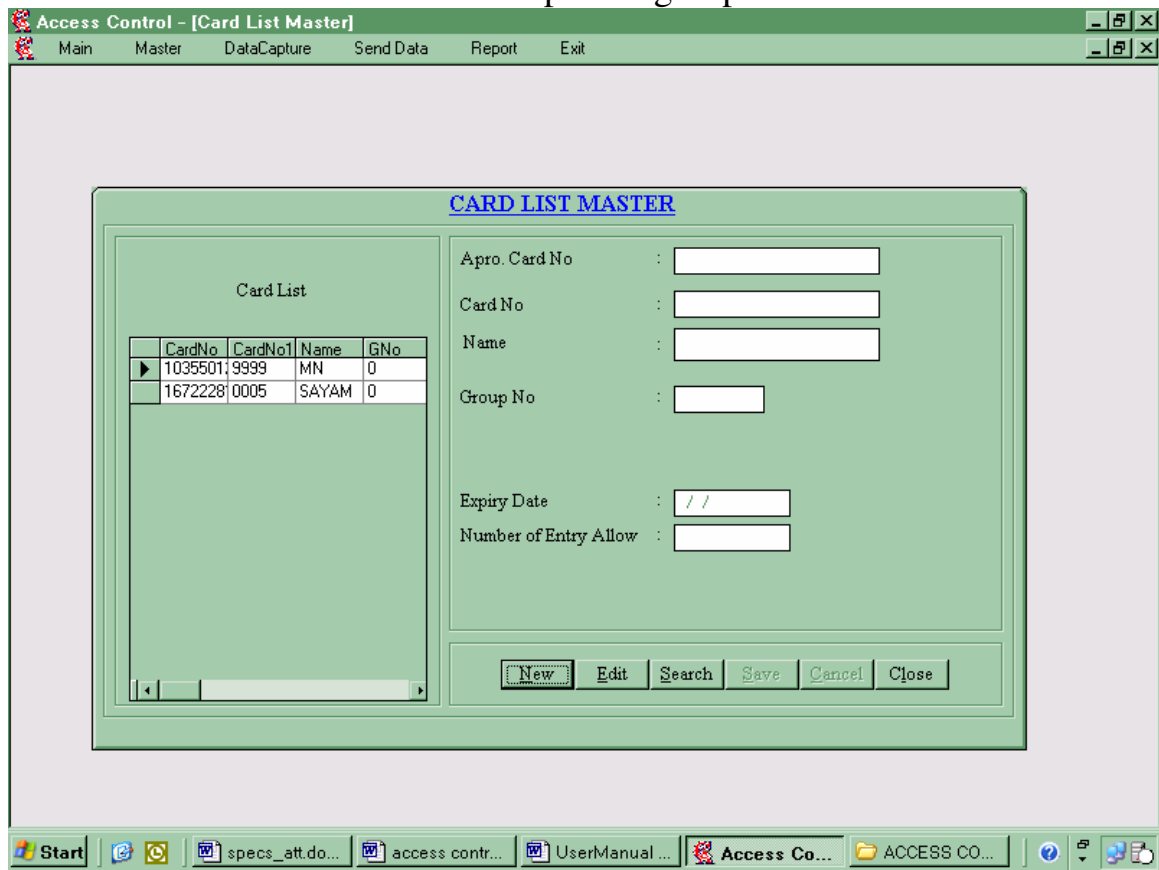 Access Control - [Card List Master]
Main Master DataCapture Send Data Report Exit
CARD LIST MASTER
Card List
CardNo CardNo1 Name GNo
1035501: 9999 MN 0
1672228 0005 SAYAM 0
Apro. Card No :
Card No :
Name :
Group No :
Expiry Date : / /
Number of Entry Allow :
New Edit Search Save Cancel Close
Start specs_att.do... access contr... UserManual ... Access Co... ACCESS CO...